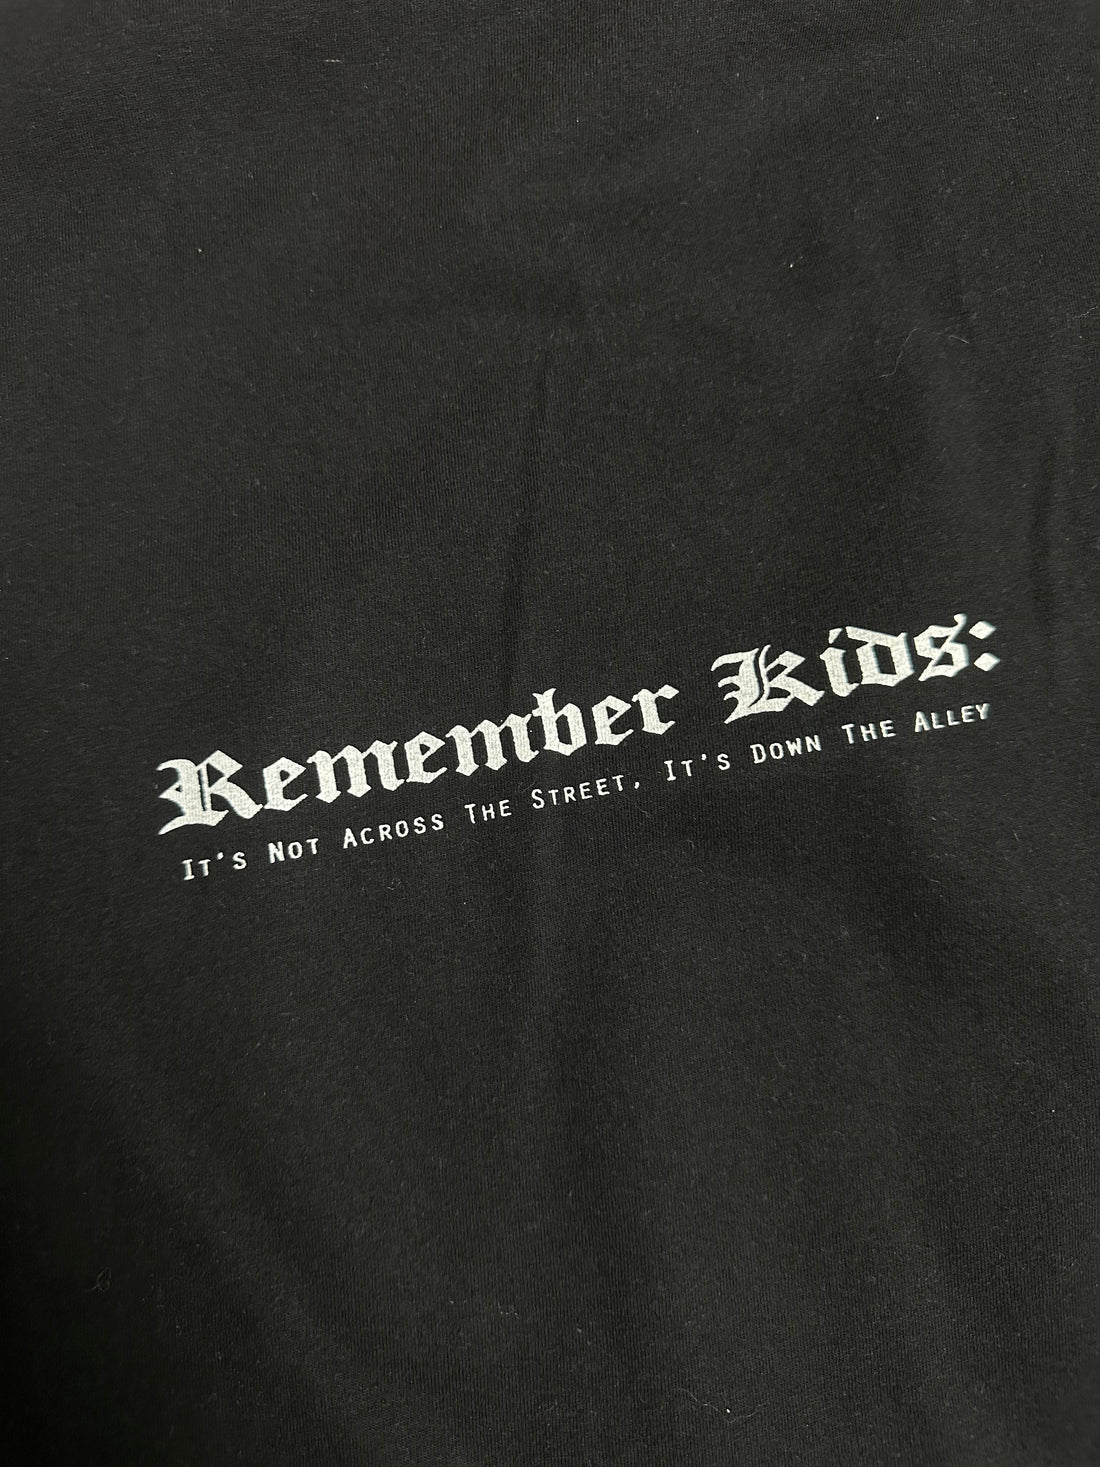 Remember Kids:
It's Not Across The Street, It's Down The Alley